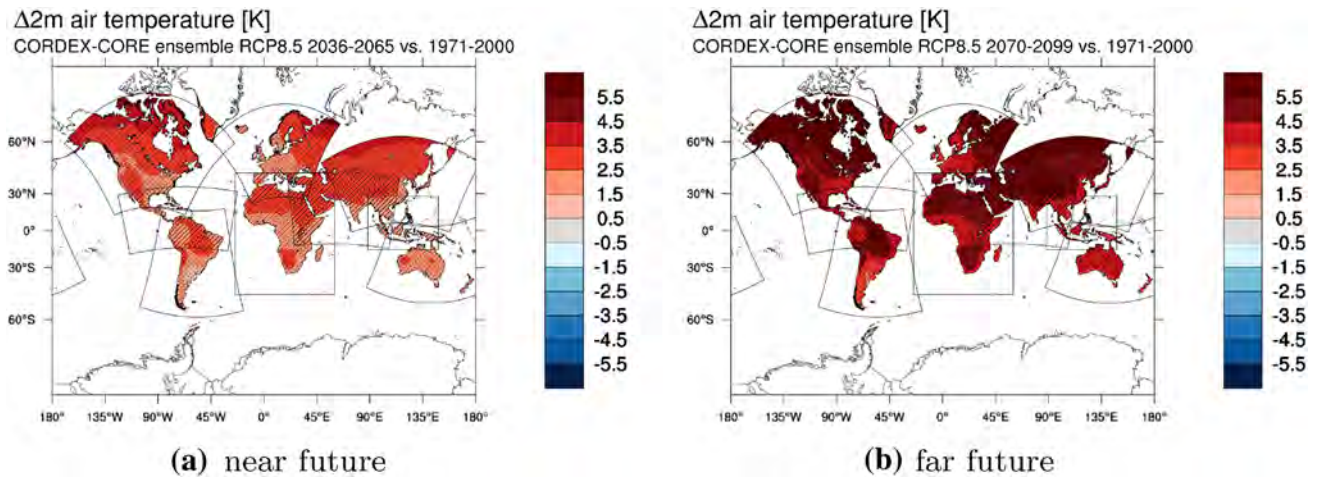 Δ2m air temperature [K]
CORDEX-CORE ensemble RCP8.5 2036-2065 vs. 1971-2000
60°N
30°N
0°
30°S
60°S
180°
135°W
90°W
45°W
0°
45°E
90°E
135°E
180°
5.5
4.5
3.5
2.5
1.5
0.5
-0.5
-1.5
-2.5
-3.5
-4.5
-5.5
(a) near future
Δ2m air temperature [K]
CORDEX-CORE ensemble RCP8.5 2070-2099 vs. 1971-2000
60°N
30°N
0°
30°S
60°S
180°
135°W
90°W
45°W
0°
45°E
90°E
135°E
180°
5.5
4.5
3.5
2.5
1.5
0.5
-0.5
-1.5
-2.5
-3.5
-4.5
-5.5
(b) far future